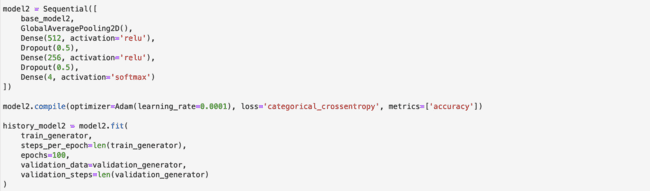 model2 = Sequential([
    base_model2,
    GlobalAveragePooling2D(),
    Dense(512, activation='relu'),
    Dropout(0.5),
    Dense(256, activation='relu'),
    Dropout(0.5),
    Dense(4, activation='softmax')
])
model2.compile(optimizer=Adam(learning_rate=0.0001), loss='categorical_crossentropy', metrics=['accuracy'])
history_model2 = model2.fit(
    train_generator,
    steps_per_epoch=len(train_generator),
    epochs=100,
    validation_data=validation_generator,
    validation_steps=len(validation_generator)
)